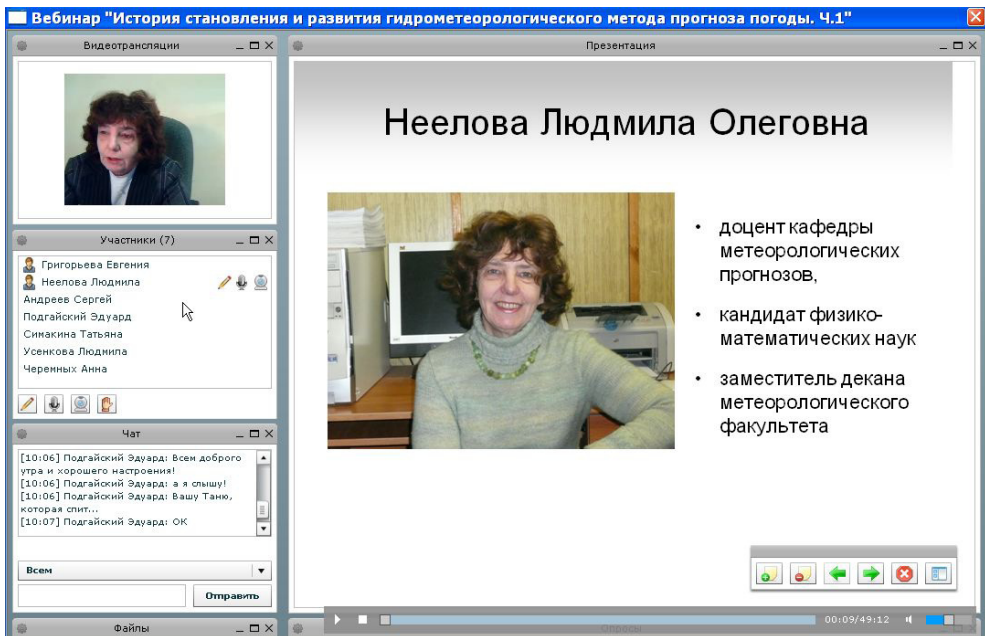 Вебинар "История становления и развития гидрометеорологического метода прогноза погоды. Ч.1"
Видеотрансляции
Участники (7)
Григорьева Евгения
Неелова Людмила
Андреев Сергей
Подгайский Эдуард
Симакина Татьяна
Усенкова Людмила
Черемных Анна
Чат
[10:06] Подгайский Эдуард: Всем доброго
утра и хорошего настроения!
[10:06] Подгайский Эдуард: а я слышу!
[10:06] Подгайский Эдуард: Вашу Таню,
которая спит...
[10:07] Подгайский Эдуард: ОК
Всем
Отправить
Файлы
Презентация
Неелова Людмила Олеговна
• доцент кафедры
метеорологических
прогнозов,
• кандидат физико-
математических наук
• заместитель декана
метеорологического
факультета
Опросы
00:09/49:12